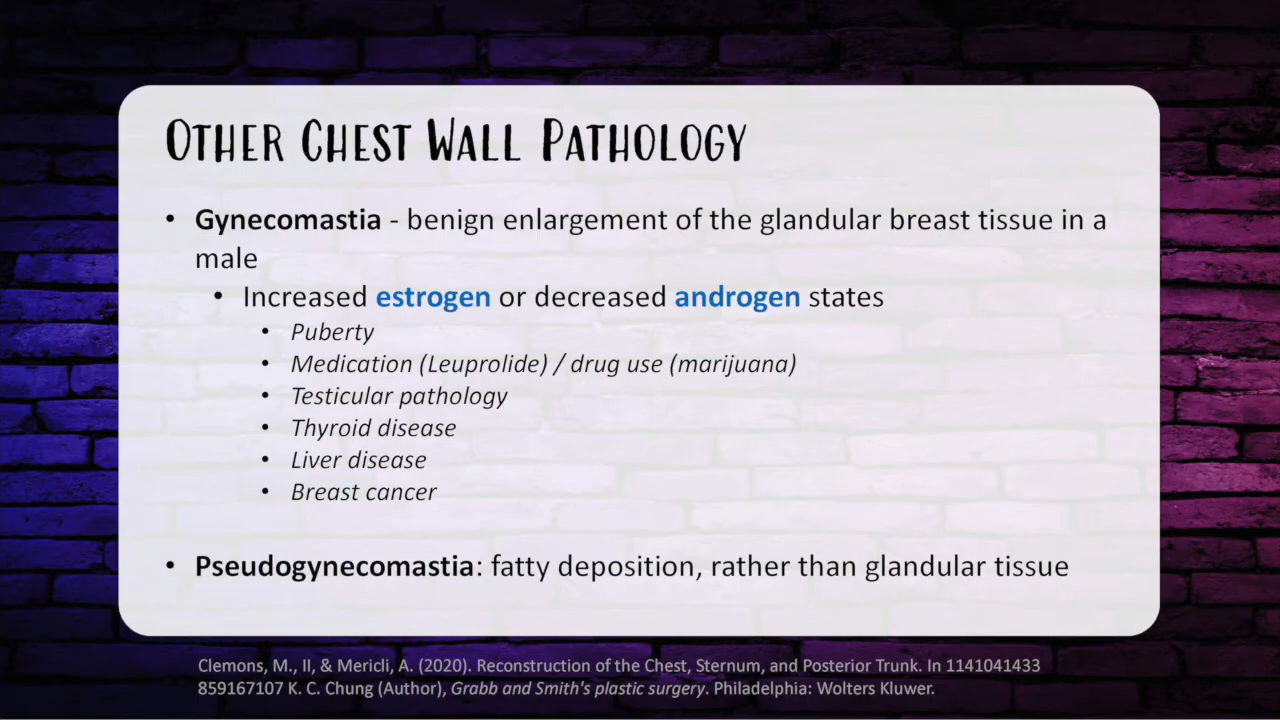 Other Chest Wall Pathology
• Gynecomastia - benign enlargement of the glandular breast tissue in a
male
• Increased estrogen or decreased androgen states
• Puberty
• Medication (Leuprolide) / drug use (marijuana)
• Testicular pathology
• Thyroid disease
• Liver disease
• Breast cancer
• Pseudogynecomastia: fatty deposition, rather than glandular tissue
Clemons, M., II, & Mericli, A. (2020). Reconstruction of the Chest, Sternum, and Posterior Trunk. In 1141041433
859167107 K. C. Chung (Author), Grabb and Smith's plastic surgery. Philadelphia: Wolters Kluwer.